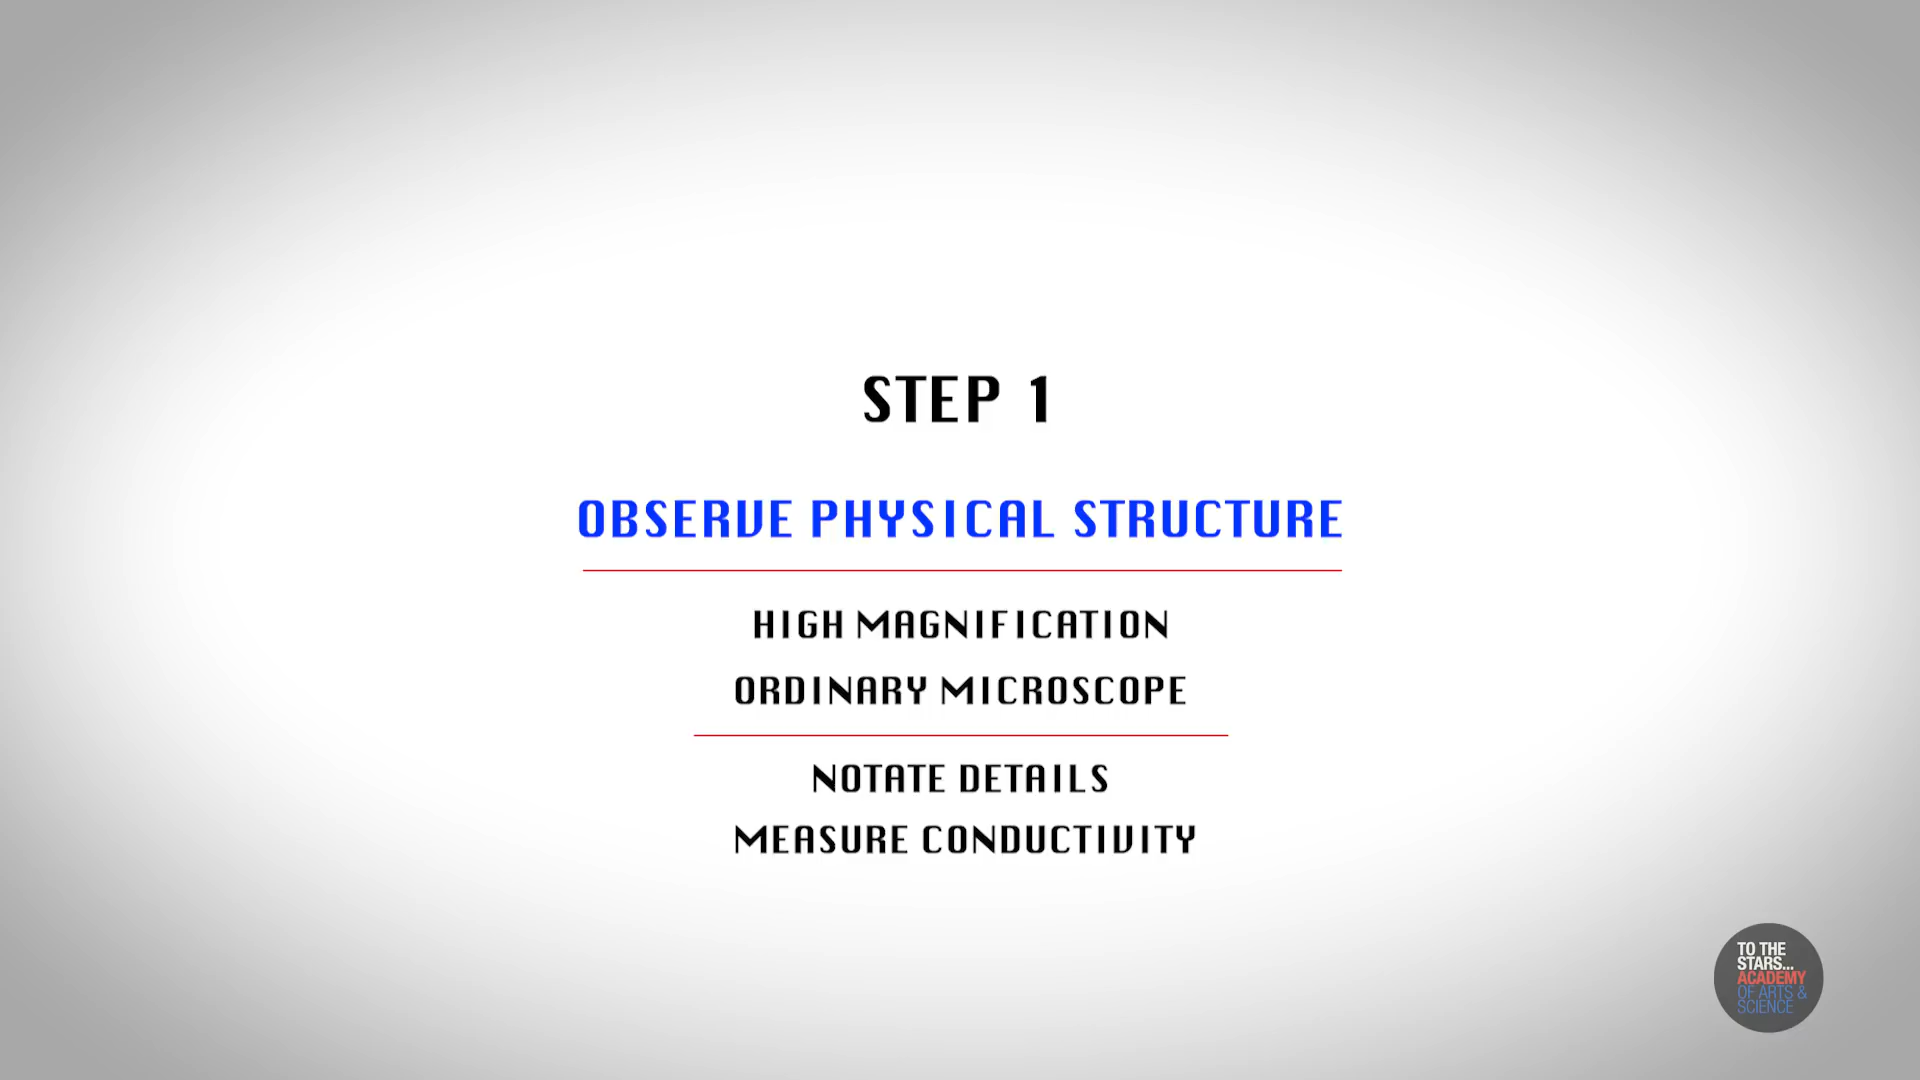 STEP 1
OBSERVE PHYSICAL STRUCTURE
HIGH MAGNIFICATION
ORDINARY MICROSCOPE
NOTATE DETAILS
MEASURE CONDUCTIVITY
TO THE
STARS...
ACADEMY
OF ARTS &
SCIENCE